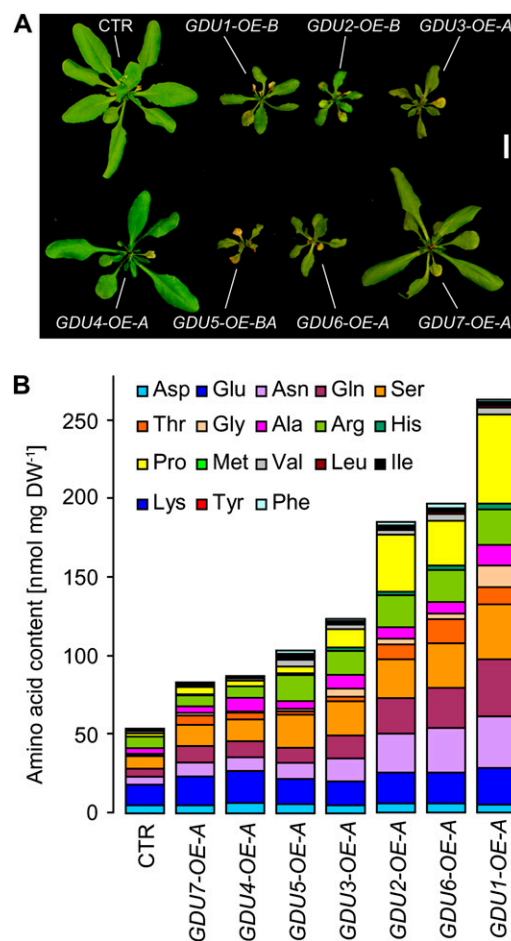 A
CTR GDU1-OE-B GDU2-OE-B GDU3-OE-A
GDU4-OE-A GDU5-OE-BA GDU6-OE-A GDU7-OE-A
B
Asp Glu Asn Gln Ser
Thr Gly Ala Arg His
Pro Met Val Leu Ile
Lys Tyr Phe
Amino acid content [nmol mg DW-1]
250
200
150
100
50
0
CTR
GDU7-OE-A
GDU4-OE-A
GDU5-OE-A
GDU3-OE-A
GDU2-OE-A
GDU6-OE-A
GDU1-OE-A